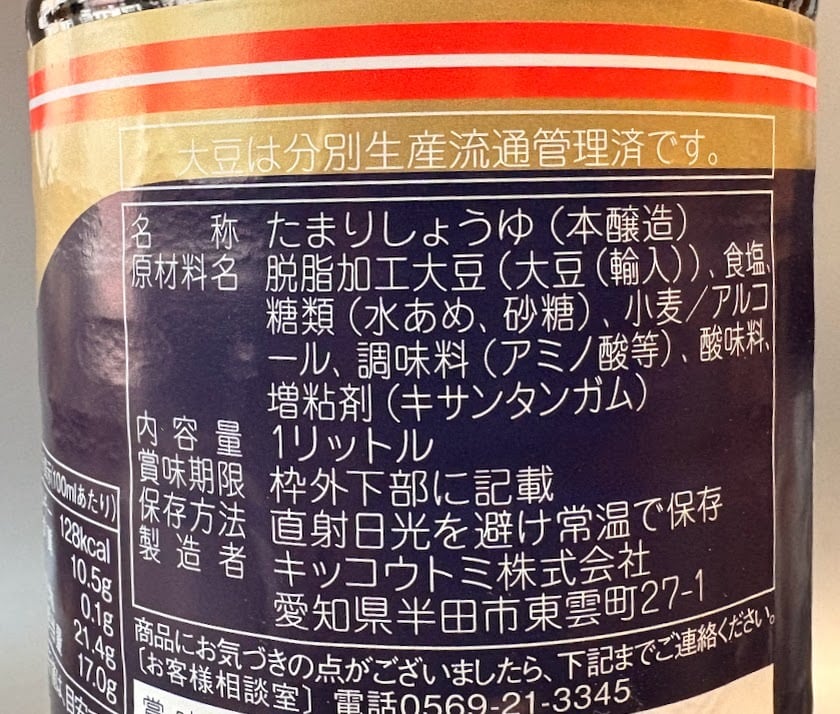 大豆は分別生産流通管理済です。
名称 たまりしょうゆ（本醸造）
原材料名 脱脂加工大豆（大豆（輸入））、食塩、
糖類（水あめ、砂糖）、小麦／アルコ
ール、調味料（アミノ酸等）、酸味料、
増粘剤（キサンタンガム）
内容量 1リットル
賞味期限 枠外下部に記載
保存方法 直射日光を避け常温で保存
製造者 キッコウトミ株式会社
愛知県半田市東雲町27-1
商品にお気づきの点がございましたら、下記までご連絡ください。
［お客様相談室］電話0569-21-3345
100mlあたり）
128kcal
10.5g
0.1g
21.4g
17.0g